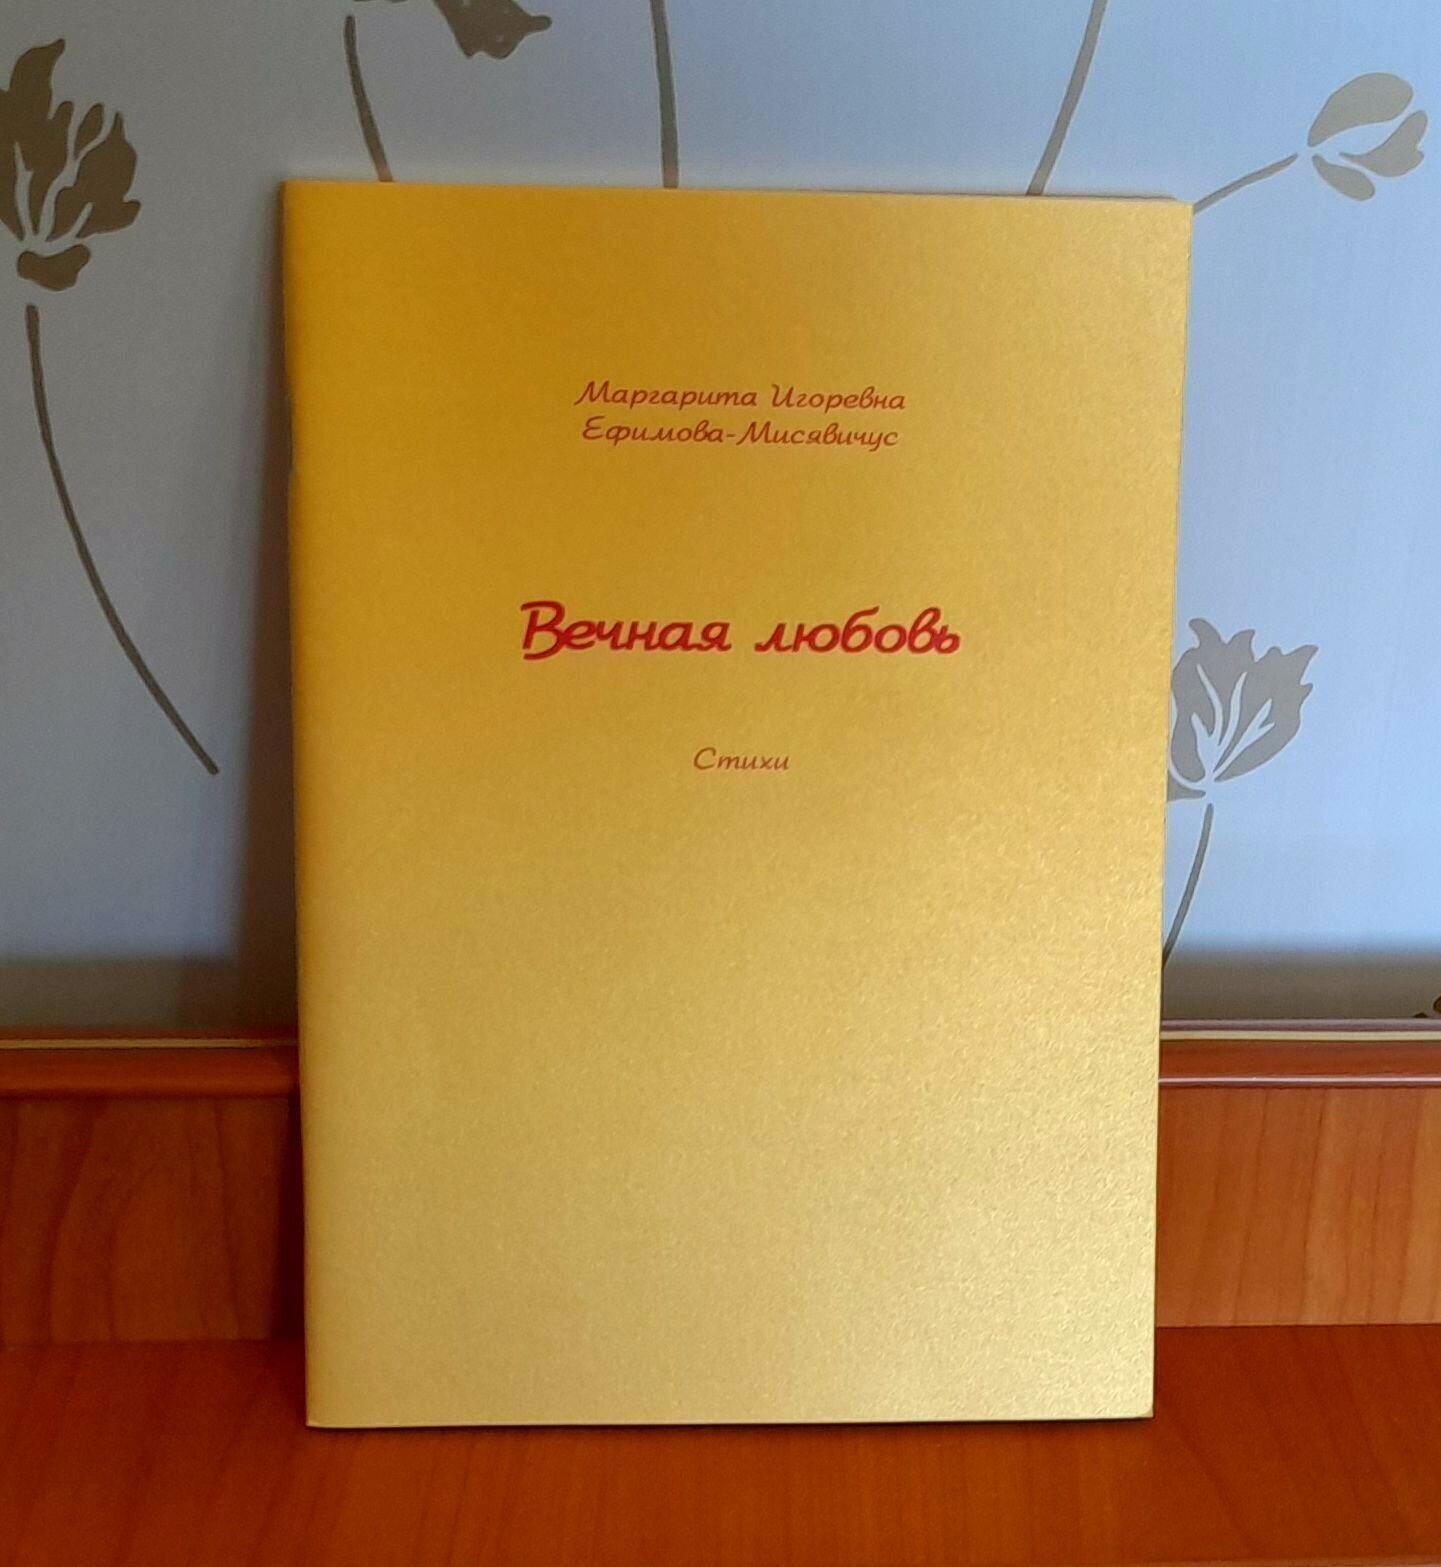 Маргарита Игоревна
Ефимова-Мисявичус
Вечная любовь
Стихи